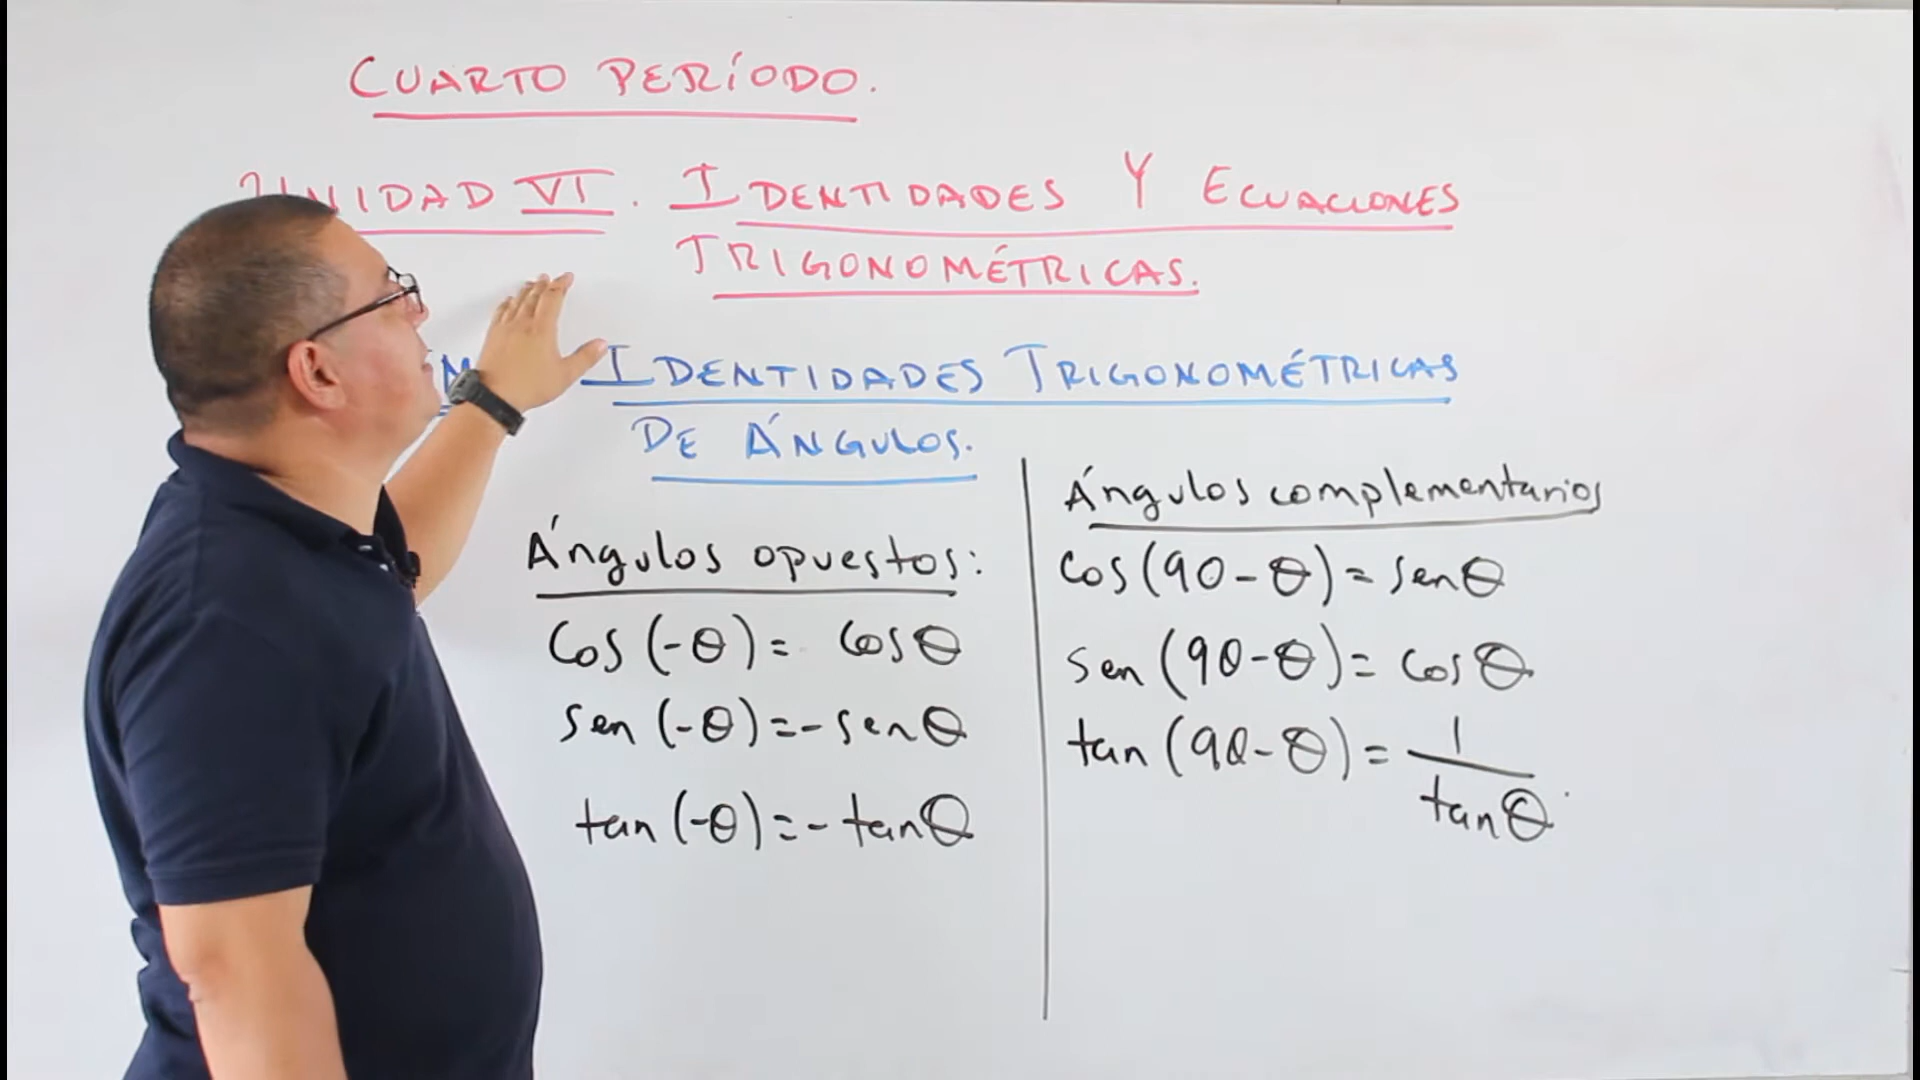 CUARTO PERÍODO.
UNIDAD VI. IDENTIDADES Y ECUACIONES
TRIGONOMÉTRICAS.
IDENTIDADES TRIGONOMÉTRICAS
DE ÁNGULOS.
Ángulos opuestos:
Cos (-θ) = Cosθ
sen (-θ) = - senθ
tan (-θ) = - tanθ
Ángulos complementarios
Cos (90 - θ) = senθ
sen (90 - θ) = cosθ
tan (90 - θ) = 1/tanθ.